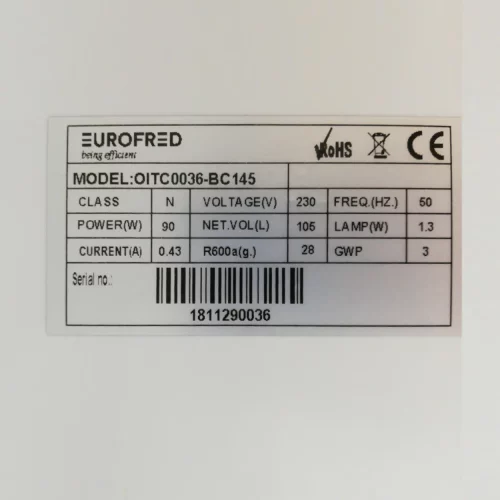 EUROFRED
being efficient
RoHS
CE
MODEL:OITC0036-BC145
CLASS N VOLTAGE(V) 230 FREQ.(HZ.) 50
POWER(W) 90 NET.VOL(L) 105 LAMP(W) 1.3
CURRENT(A) 0.43 R600a(g.) 28 GWP 3
Serial no.:
1811290036